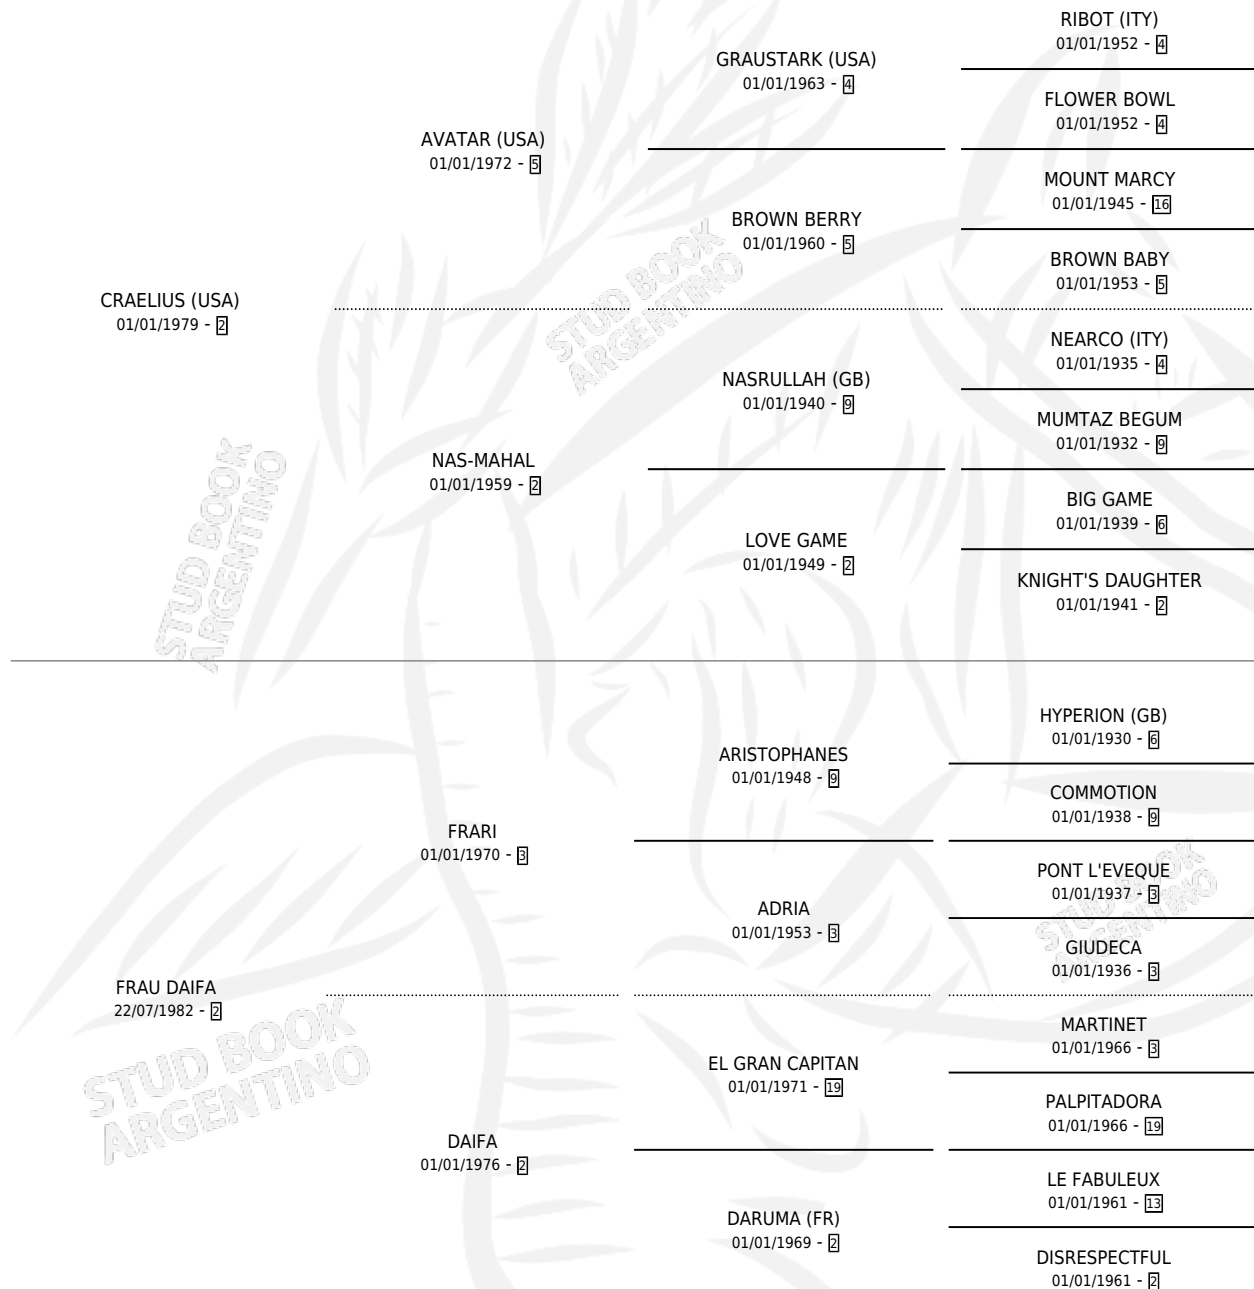 CRAELIUS (USA)
01/01/1979 - 2
AVATAR (USA)
01/01/1972 - 5
NAS-MAHAL
01/01/1959 - 2
GRAUSTARK (USA)
01/01/1963 - 4
BROWN BERRY
01/01/1960 - 5
NASRULLAH (GB)
01/01/1940 - 9
LOVE GAME
01/01/1949 - 2
RIBOT (ITY)
01/01/1952 - 4
FLOWER BOWL
01/01/1952 - 4
MOUNT MARCY
01/01/1945 - 16
BROWN BABY
01/01/1953 - 5
NEARCO (ITY)
01/01/1935 - 4
MUMTAZ BEGUM
01/01/1932 - 9
BIG GAME
01/01/1939 - 6
KNIGHT'S DAUGHTER
01/01/1941 - 2
FRAU DAIFA
22/07/1982 - 2
FRARI
01/01/1970 - 3
DAIFA
01/01/1976 - 2
ARISTOPHANES
01/01/1948 - 9
ADRIA
01/01/1953 - 3
EL GRAN CAPITAN
01/01/1971 - 19
DARUMA (FR)
01/01/1969 - 2
HYPERION (GB)
01/01/1930 - 6
COMMOTION
01/01/1938 - 9
PONT L'EVEQUE
01/01/1937 - 3
GIUDECA
01/01/1936 - 3
MARTINET
01/01/1966 - 3
PALPITADORA
01/01/1966 - 19
LE FABULEUX
01/01/1961 - 13
DISRESPECTFUL
01/01/1961 - 2
STUD BOOK
ARGENTINO
STUD BOOK
ARGENTINO
STUD BOOK
ARGENTINO
STUD BOOK
ARGENTINO